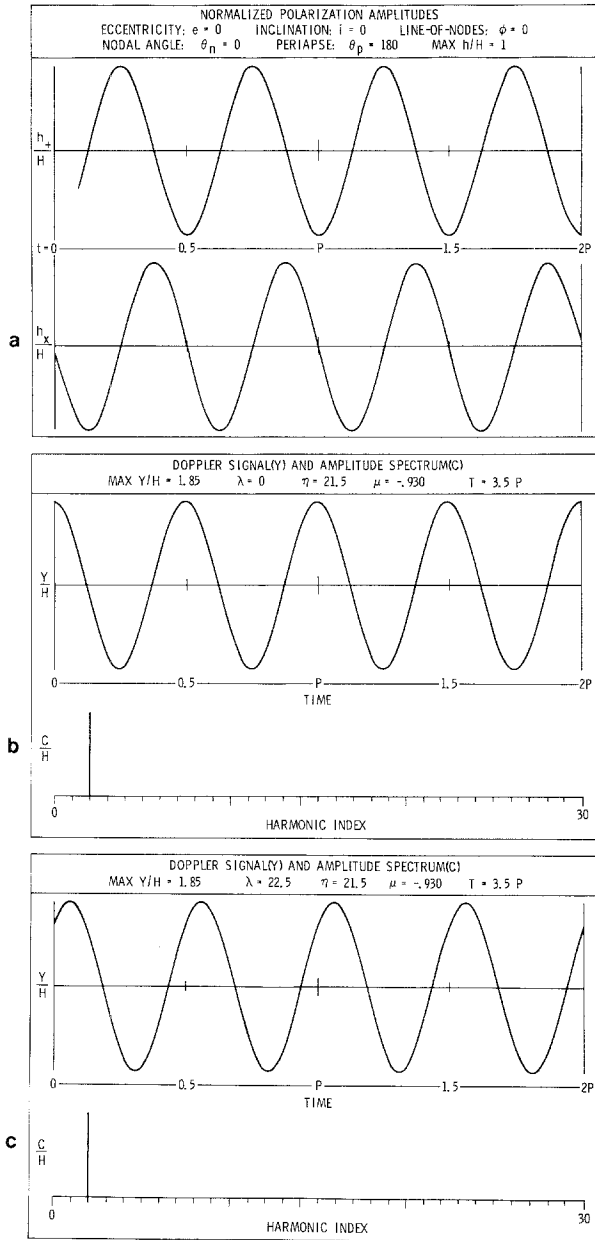 NORMALIZED POLARIZATION AMPLITUDES
ECCENTRICITY: e = 0 INCLINATION: i = 0 LINE-OF-NODES: ϕ = 0
NODAL ANGLE: θn = 0 PERIAPSE: θp = 180 MAX h/H = 1
h+
H
t=0 0.5 P 1.5 2P
a
hx
H
DOPPLER SIGNAL(Y) AND AMPLITUDE SPECTRUM(C)
MAX Y/H = 1.85 λ = 0 η = 21.5 μ = -.930 T = 3.5 P
Y
H
0 0.5 P 1.5 2P
TIME
b
C
H
0 30
HARMONIC INDEX
DOPPLER SIGNAL(Y) AND AMPLITUDE SPECTRUM(C)
MAX Y/H = 1.85 λ = 22.5 η = 21.5 μ = -.930 T = 3.5 P
Y
H
0 0.5 P 1.5 2P
TIME
c
C
H
0 30
HARMONIC INDEX